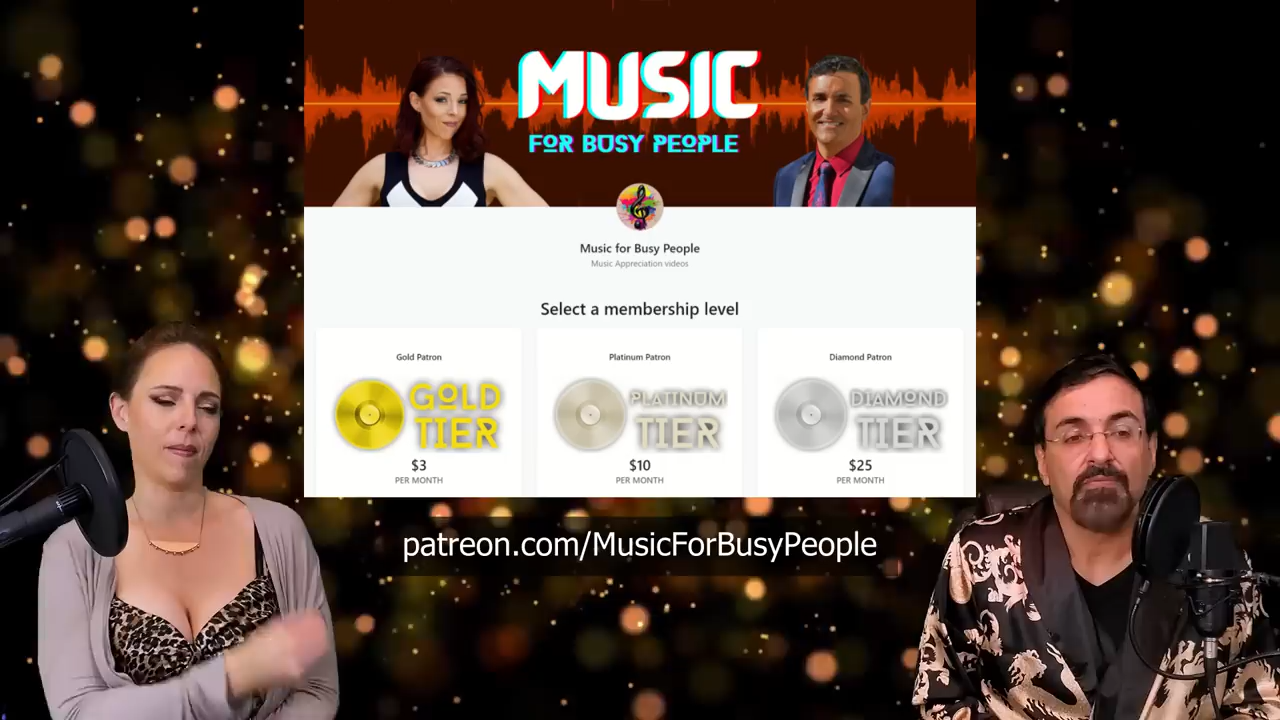 MUSIC
FOR BUSY PEOPLE
Music for Busy People
Music Appreciation videos
Select a membership level
Gold Patron
GOLD
TIER
$3
PER MONTH
Platinum Patron
PLATINUM
TIER
$10
PER MONTH
Diamond Patron
DIAMOND
TIER
$25
PER MONTH
patreon.com/MusicForBusyPeople